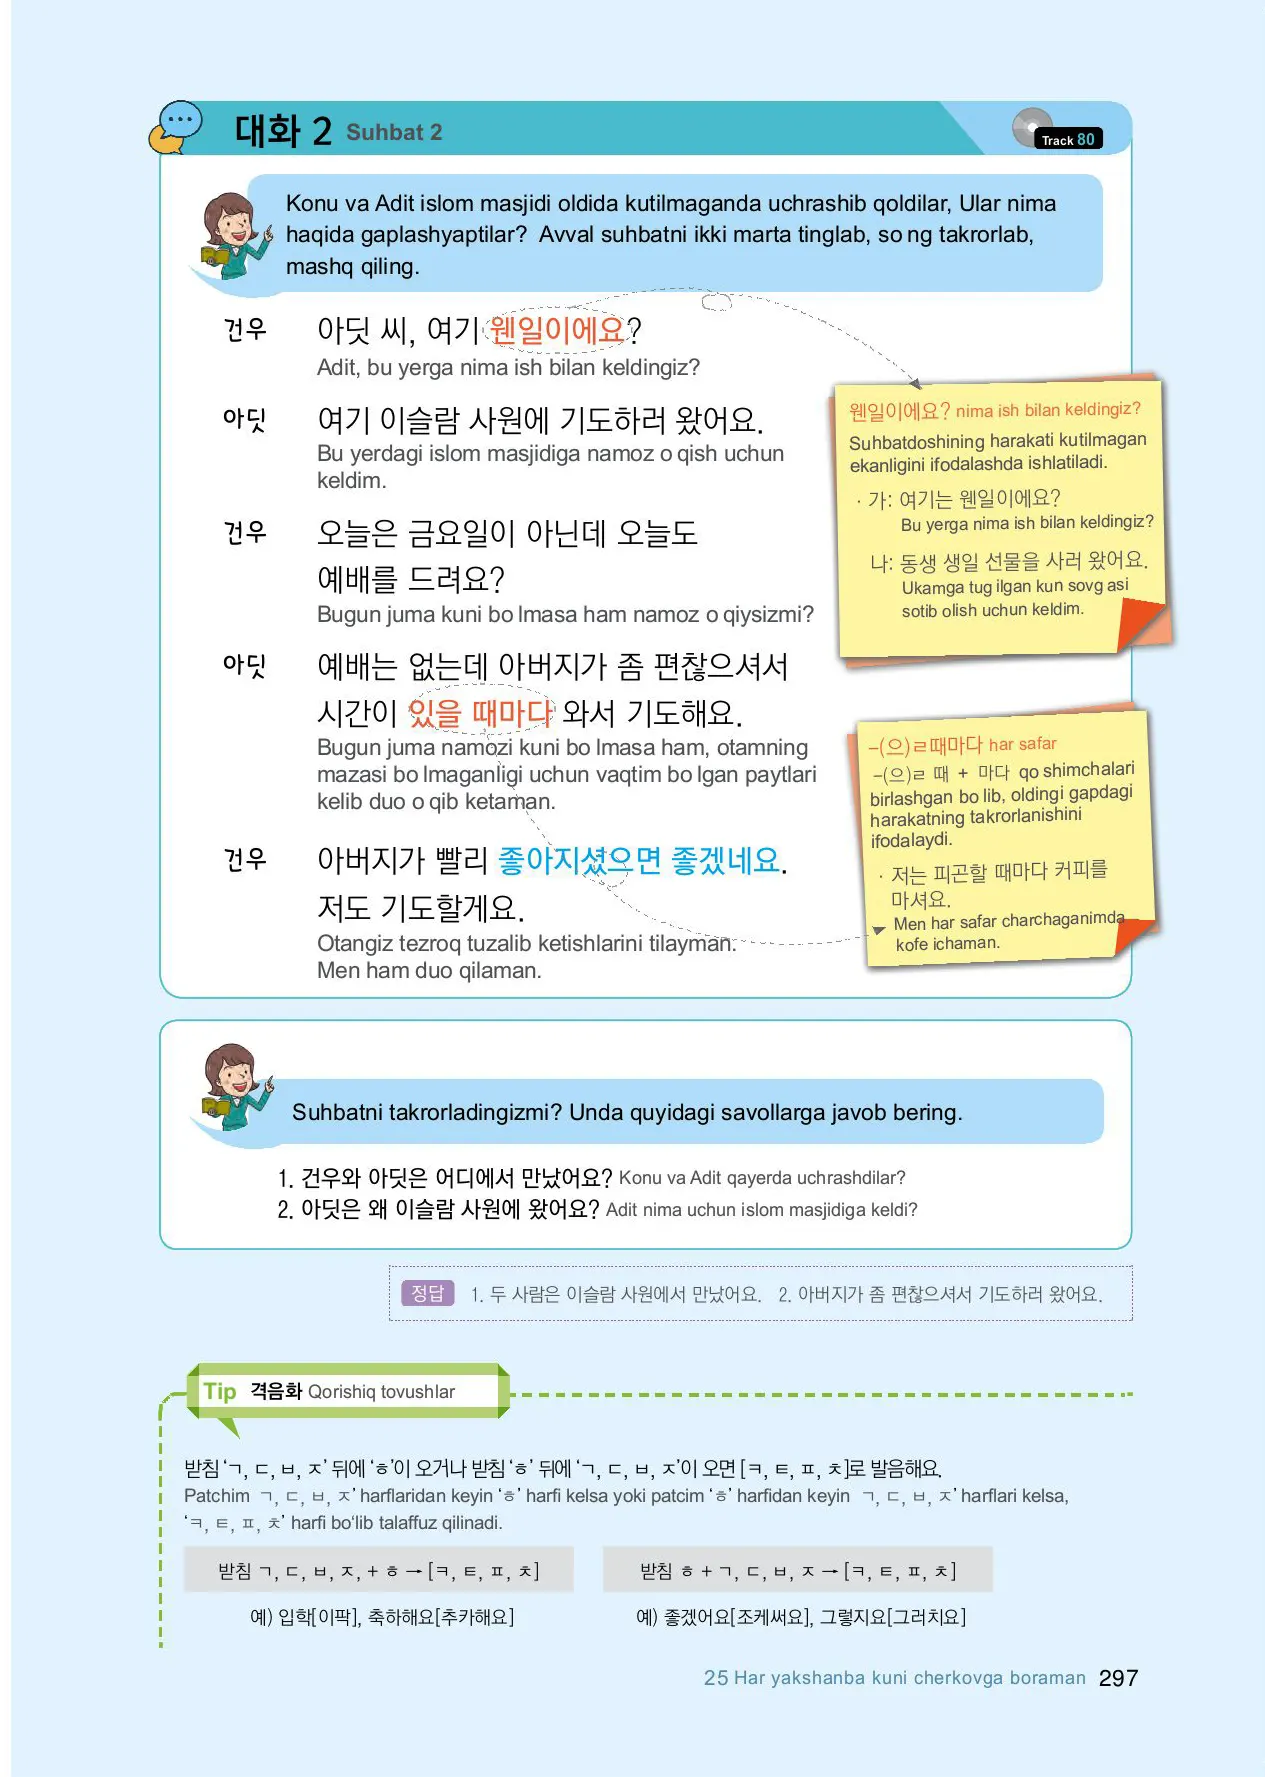 대화 2 Suhbat 2
Track 80
Konu va Adit islom masjidi oldida kutilmaganda uchrashib qoldilar, Ular nima
haqida gaplashyaptilar? Avval suhbatni ikki marta tinglab, so ng takrorlab,
mashq qiling.
건우 아딧 씨, 여기 웬일이에요?
Adit, bu yerga nima ish bilan keldingiz?
아딧 여기 이슬람 사원에 기도하러 왔어요.
Bu yerdagi islom masjidiga namoz o qish uchun
keldim.
건우 오늘은 금요일이 아닌데 오늘도
예배를 드려요?
Bugun juma kuni bo lmasa ham namoz o qiysizmi?
아딧 예배는 없는데 아버지가 좀 편찮으셔서
시간이 있을 때마다 와서 기도해요.
Bugun juma namozi kuni bo lmasa ham, otamning
mazasi bo lmaganligi uchun vaqtim bo lgan paytlari
kelib duo o qib ketaman.
건우 아버지가 빨리 좋아지셨으면 좋겠네요.
저도 기도할게요.
Otangiz tezroq tuzalib ketishlarini tilayman.
Men ham duo qilaman.
웬일이에요? nima ish bilan keldingiz?
Suhbatdoshining harakati kutilmagan
ekanligini ifodalashda ishlatiladi.
· 가: 여기는 웬일이에요?
Bu yerga nima ish bilan keldingiz?
나: 동생 생일 선물을 사러 왔어요.
Ukamga tug ilgan kun sovg asi
sotib olish uchun keldim.
-(으)ㄹ때마다 har safar
-(으)ㄹ 때 + 마다 qo shimchalari
birlashgan bo lib, oldingi gapdagi
harakatning takrorlanishini
ifodalaydi.
· 저는 피곤할 때마다 커피를
마셔요.
Men har safar charchaganimda
kofe ichaman.
Suhbatni takrorladingizmi? Unda quyidagi savollarga javob bering.
1. 건우와 아딧은 어디에서 만났어요? Konu va Adit qayerda uchrashdilar?
2. 아딧은 왜 이슬람 사원에 왔어요? Adit nima uchun islom masjidiga keldi?
정답 1. 두 사람은 이슬람 사원에서 만났어요. 2. 아버지가 좀 편찮으셔서 기도하러 왔어요.
Tip 격음화 Qorishiq tovushlar
받침 ‘ㄱ, ㄷ, ㅂ, ㅈ’ 뒤에 ‘ㅎ’이 오거나 받침 ‘ㅎ’ 뒤에 ‘ㄱ, ㄷ, ㅂ, ㅈ’이 오면 [ㅋ, ㅌ, ㅍ, ㅊ]로 발음해요.
Patchim ㄱ, ㄷ, ㅂ, ㅈ’ harflaridan keyin ‘ㅎ’ harfi kelsa yoki patcim ‘ㅎ’ harfidan keyin ㄱ, ㄷ, ㅂ, ㅈ’ harflari kelsa,
‘ㅋ, ㅌ, ㅍ, ㅊ’ harfi bo‘lib talaffuz qilinadi.
받침 ㄱ, ㄷ, ㅂ, ㅈ, + ㅎ → [ㅋ, ㅌ, ㅍ, ㅊ]
받침 ㅎ + ㄱ, ㄷ, ㅂ, ㅈ → [ㅋ, ㅌ, ㅍ, ㅊ]
예) 입학[이팍], 축하해요[추카해요]
예) 좋겠어요[조케써요], 그렇지요[그러치요]
25 Har yakshanba kuni cherkovga boraman 297